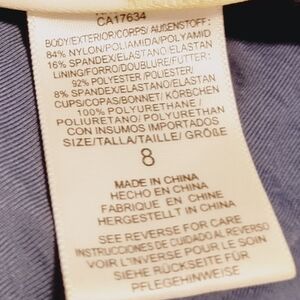 CA17634
BODY/EXTERIOR/CORPS/ AUßENSTOFF:
84% NYLON/POLIAMIDA/POLYAMID
16% SPANDEX/ELASTANO/ELASTAN
LINING/FORRO/DOUBLURE/FUTTER:
92% POLYESTER/POLIESTER/
8% SPANDEX/ELASTANO/ELASTAN
CUPS/COPAS/BONNET/ KÖRBCHEN
100% POLYURETHANE /
POLIURETANO / POLYURETHAN
CON INSUMOS IMPORTADOS
SIZE/TALLA/TAILLE/ GRÖßE
8
MADE IN CHINA
HECHO EN CHINA
FABRIQUE EN CHINE
HERGESTELLT IN CHINA
SEE REVERSE FOR CARE
INSTRUCCIONES DE CUIDADO AL REVERSO
VOIR L'INVERSE POUR LE SOIN
SIEHE RÜCKSEITE FÜR
PFLEGEHINWEISE